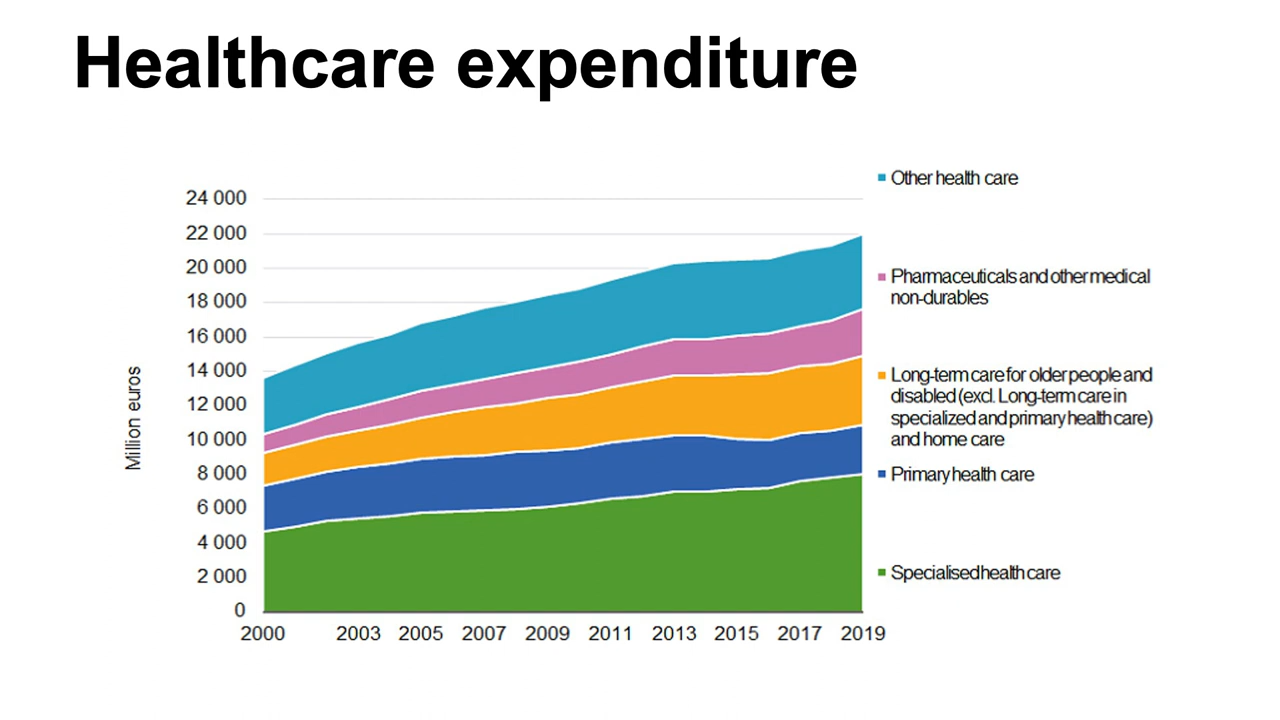 Healthcare expenditure
Million euros
24 000
22 000
20 000
18 000
16 000
14 000
12 000
10 000
8 000
6 000
4 000
2 000
0
2000 2003 2005 2007 2009 2011 2013 2015 2017 2019
Other health care
Pharmaceuticals and other medical
non-durables
Long-term care for older people and
disabled (excl. Long-term care in
specialized and primary health care)
and home care
Primary health care
Specialised health care